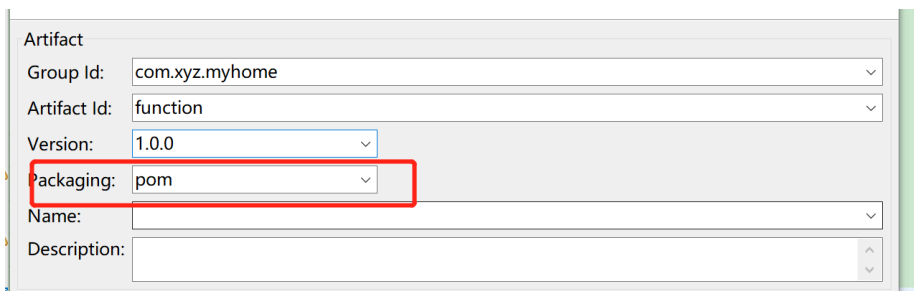 Artifact
Group Id: com.xyz.myhome
Artifact Id: function
Version: 1.0.0
Packaging: pom
Name:
Description: